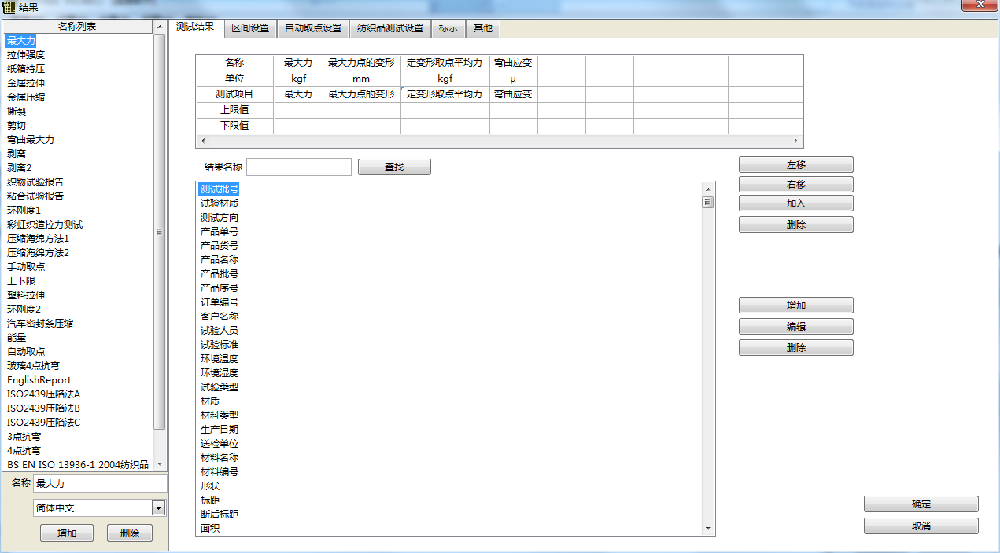 结果
名称列表
最大力
拉伸强度
纸箱持压
金属拉伸
金属压缩
撕裂
剪切
弯曲最大力
剥离
剥离2
织物试验报告
粘合试验报告
环刚度1
彩虹织造拉力测试
压缩海绵方法1
压缩海绵方法2
手动取点
上下限
塑料拉伸
环刚度2
汽车密封条压缩
能量
自动取点
玻璃4点抗弯
EnglishReport
ISO2439压陷法A
ISO2439压陷法B
ISO2439压陷法C
3点抗弯
4点抗弯
BS EN ISO 13936-1 2004纺织品
名称 最大力
简体中文
增加 删除
测试结果 区间设置 自动取点设置 纺织品测试设置 标示 其他
名称 最大力 最大力点的变形 定变形取点平均力 弯曲应变
单位 kgf mm kgf μ
测试项目 最大力 最大力点的变形 定变形取点平均力 弯曲应变
上限值
下限值
结果名称 查找
测试批号
试验材质
测试方向
产品单号
产品货号
产品名称
产品批号
产品序号
订单编号
客户名称
试验人员
试验标准
环境温度
环境湿度
试验类型
材质
材料类型
生产日期
送检单位
材料名称
材料编号
形状
标距
断后标距
面积
左移
右移
加入
删除
增加
编辑
删除
确定
取消